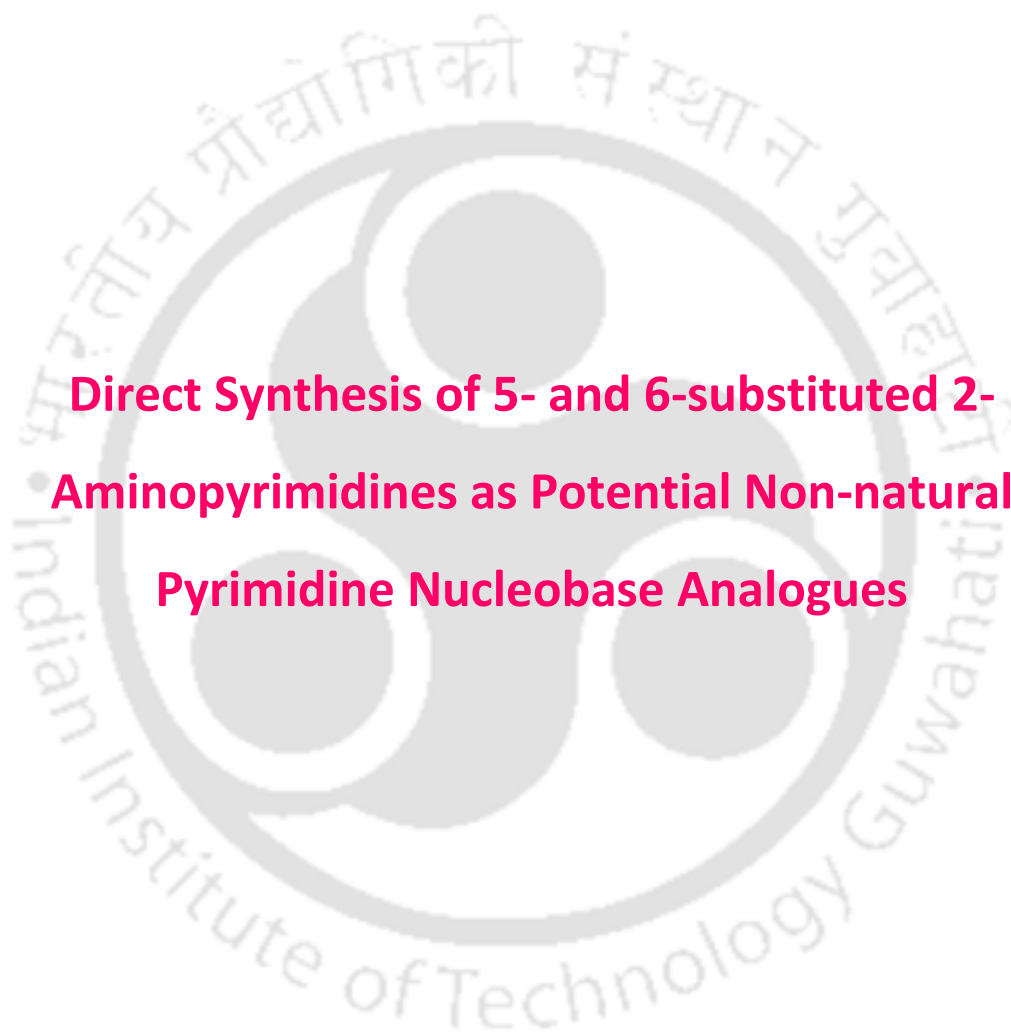 भारतीय प्रौद्योगिकी संस्थान गुवाहाटी
Direct Synthesis of 5- and 6-substituted 2-
Aminopyrimidines as Potential Non-natural
Pyrimidine Nucleobase Analogues
Indian Institute of Technology Guwahati